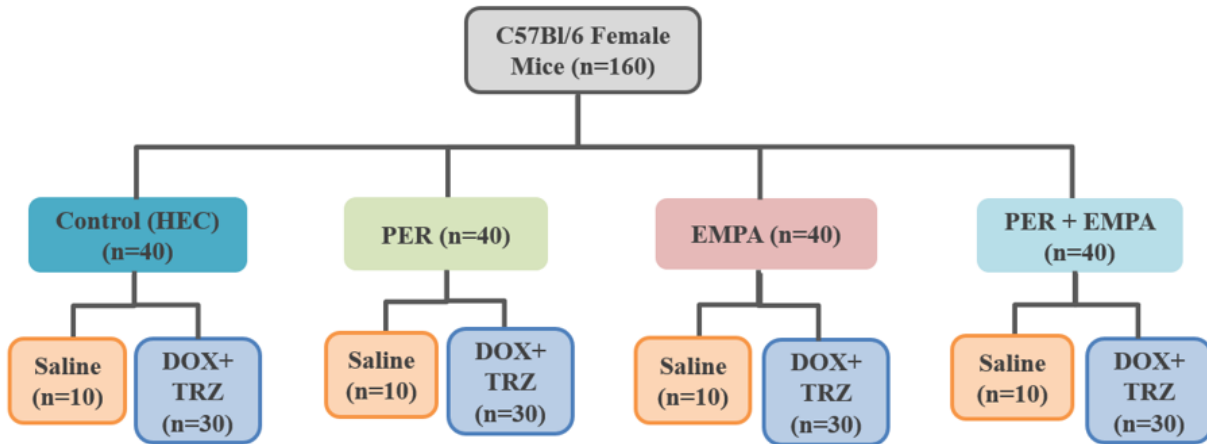 C57Bl/6 Female
Mice (n=160)
Control (HEC)
(n=40)
PER (n=40)
EMPA (n=40)
PER + EMPA
(n=40)
Saline
(n=10)
DOX+
TRZ
(n=30)
Saline
(n=10)
DOX+
TRZ
(n=30)
Saline
(n=10)
DOX+
TRZ
(n=30)
Saline
(n=10)
DOX+
TRZ
(n=30)